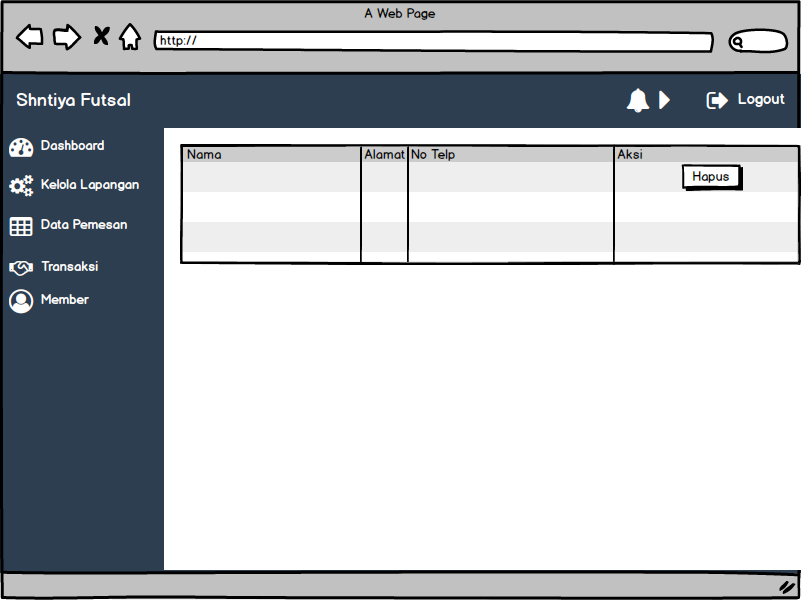 A Web Page
http://
Shntiya Futsal
Logout
Dashboard
Kelola Lapangan
Data Pemesan
Transaksi
Member
Nama Alamat No Telp Aksi
Hapus